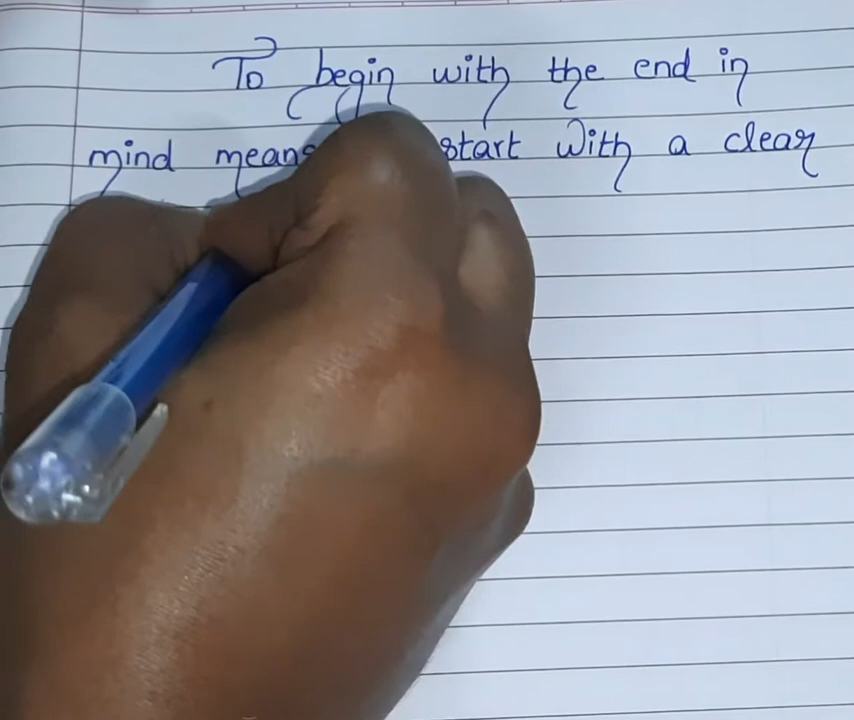 To begin with the end in
mind means start with a clear